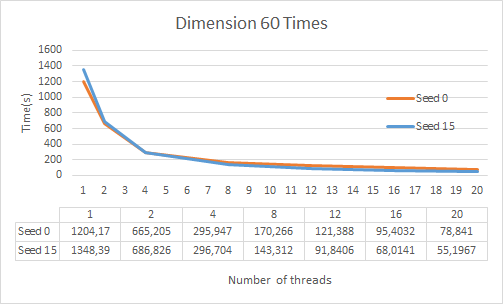 Dimension 60 Times
1600
1400
1200
1000
800
600
400
200
0
Time(s)
Seed 0
Seed 15
1 2 3 4 5 6 7 8 9 10 11 12 13 14 15 16 17 18 19 20
1 2 4 8 12 16 20
Seed 0 1204,17 665,205 295,947 170,266 121,388 95,4032 78,841
Seed 15 1348,39 686,826 296,704 143,312 91,8406 68,0141 55,1967
Number of threads